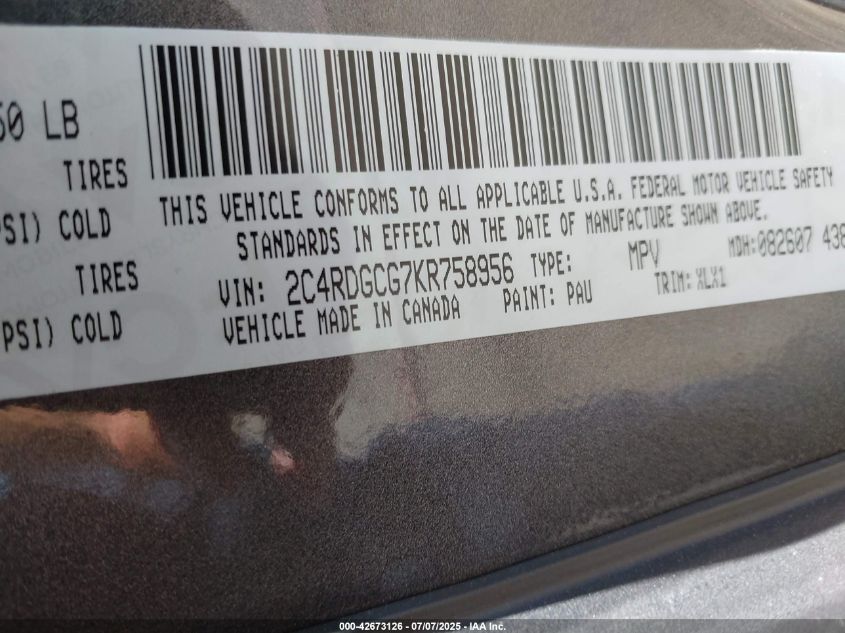 50 LB
TIRES
PSI) COLD
TIRES
PSI) COLD
THIS VEHICLE CONFORMS TO ALL APPLICABLE U.S.A. FEDERAL MOTOR VEHICLE SAFETY
STANDARDS IN EFFECT ON THE DATE OF MANUFACTURE SHOWN ABOVE.
VIN: 2C4RDGCG7KR758956 TYPE: MPV MDH:082607 438
VEHICLE MADE IN CANADA PAINT: PAU TRIM: XLX1
000-42673126 - 07/07/2025 - IAA Inc.